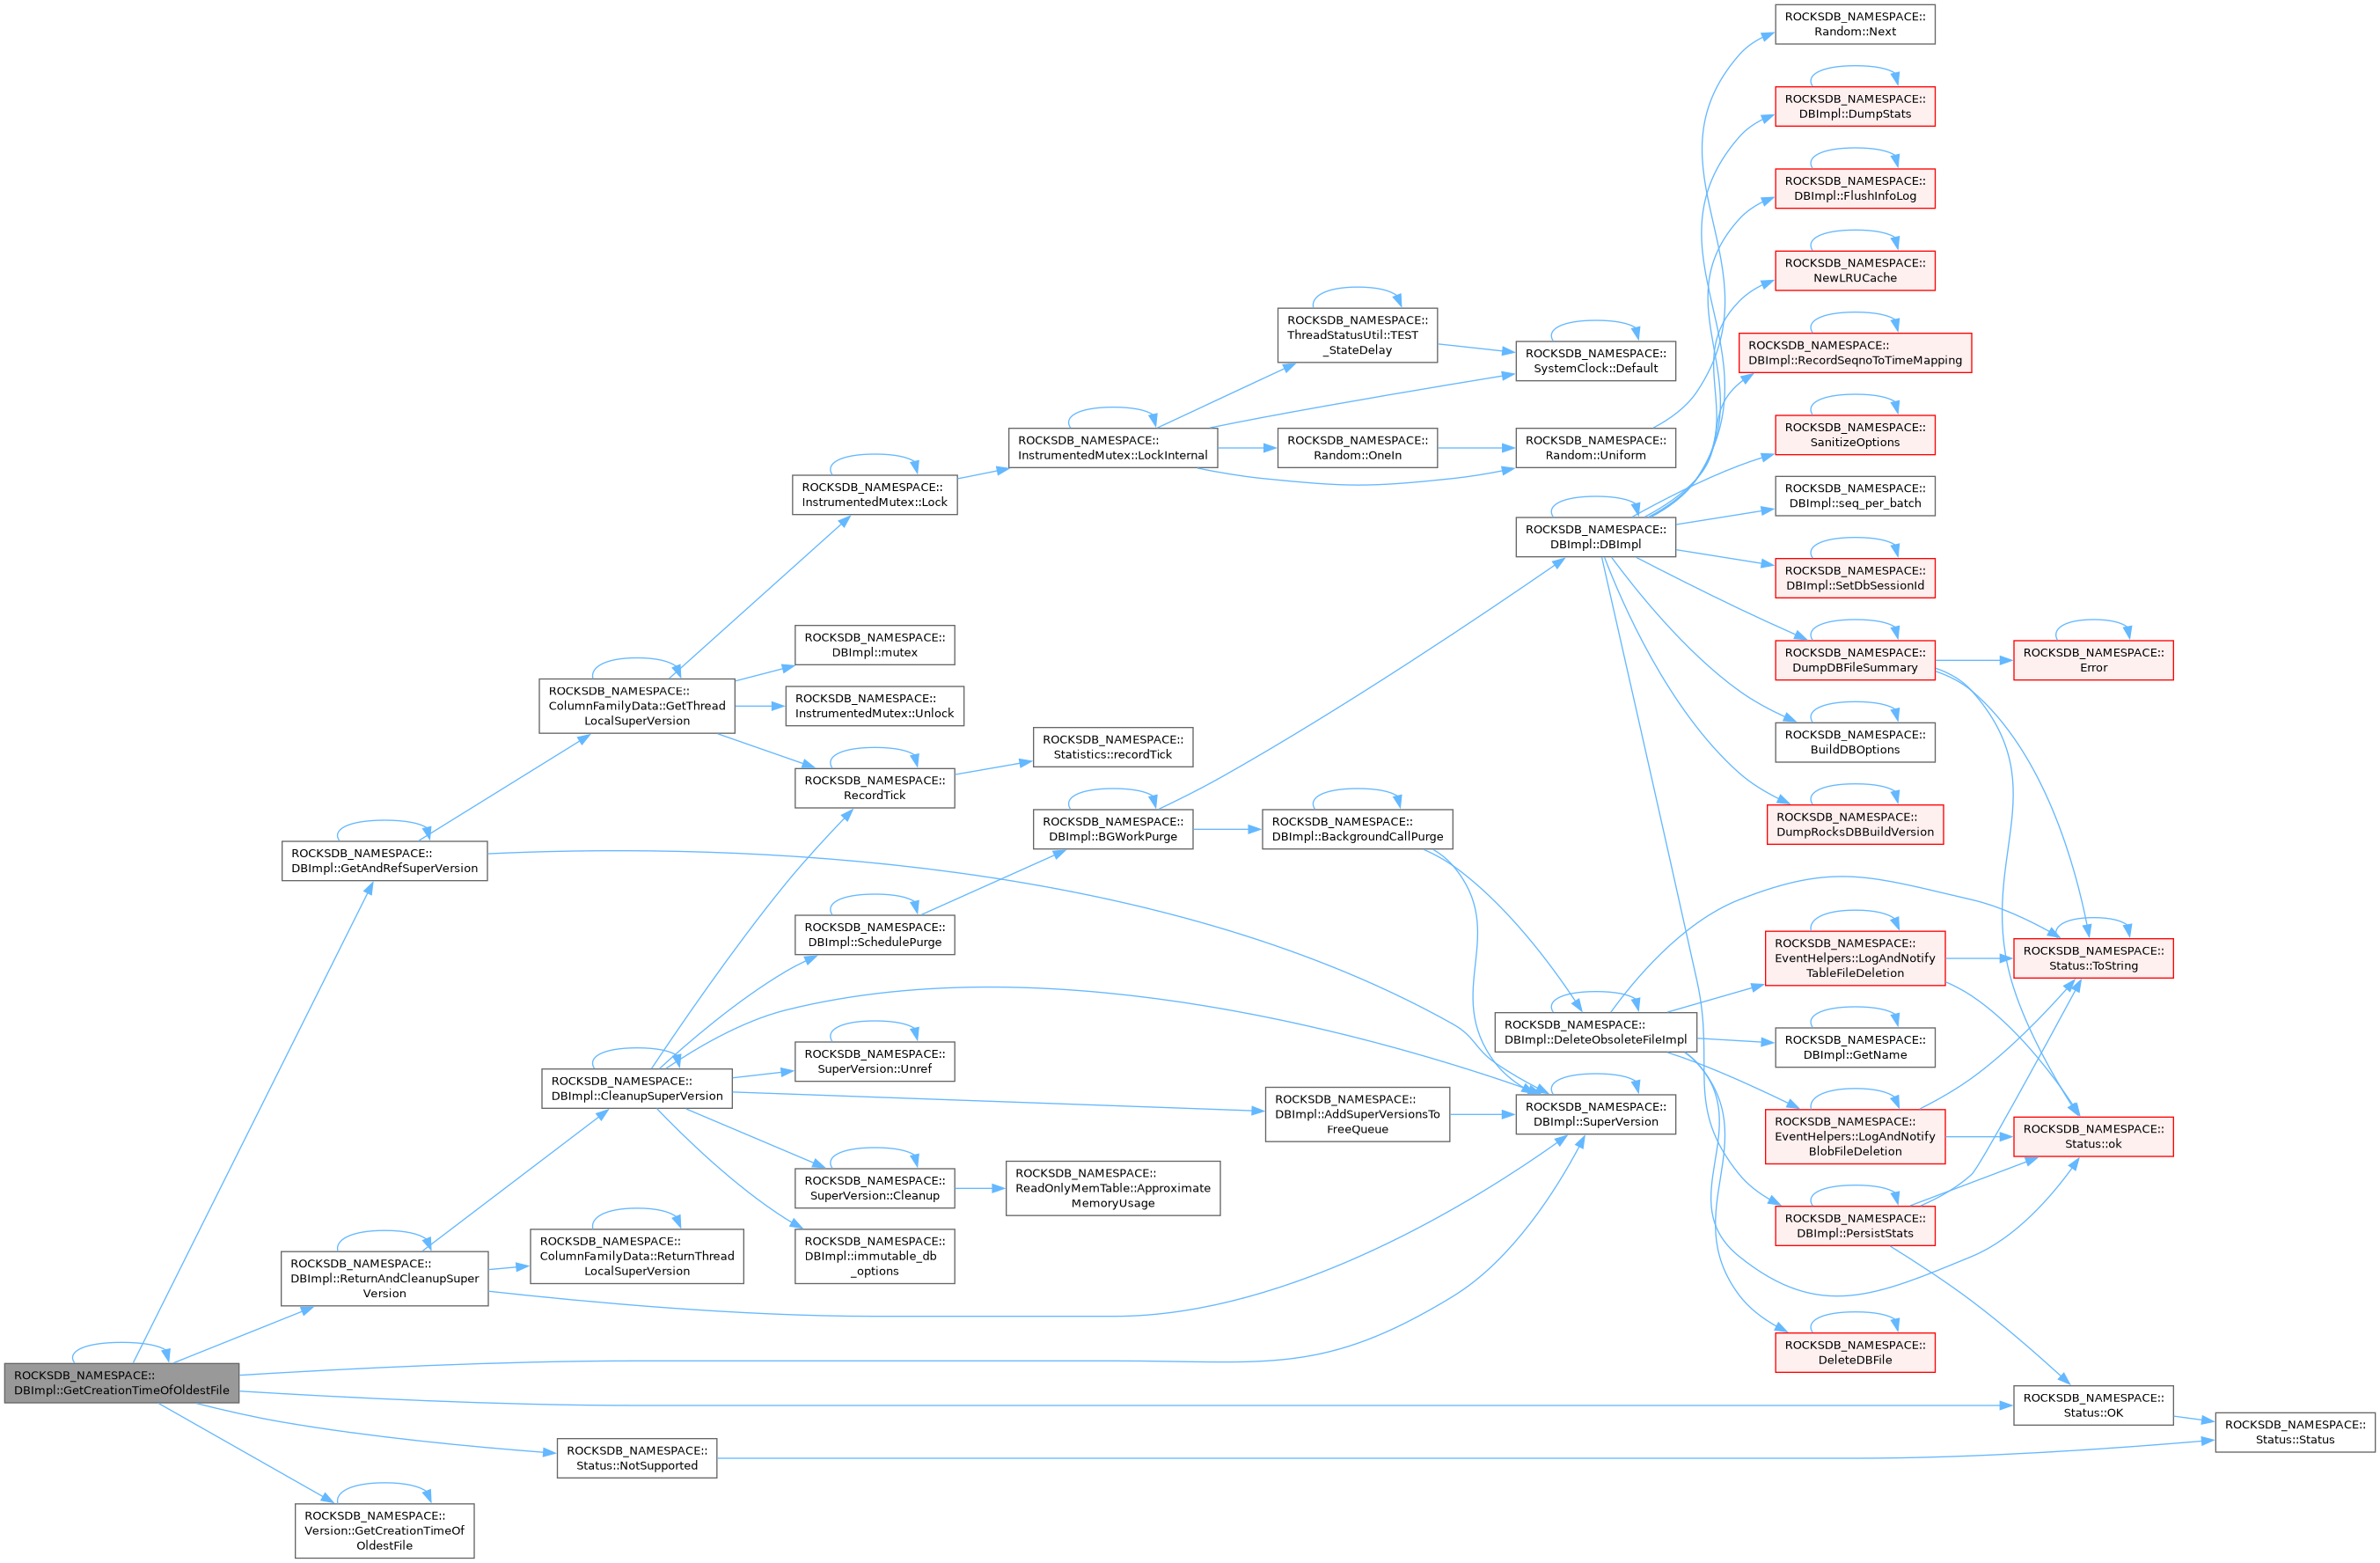 ROCKSDB_NAMESPACE::
Random::Next
ROCKSDB_NAMESPACE::
DBImpl::DumpStats
ROCKSDB_NAMESPACE::
DBImpl::FlushInfoLog
ROCKSDB_NAMESPACE::
NewLRUCache
ROCKSDB_NAMESPACE::
ThreadStatusUtil::TEST
_StateDelay
ROCKSDB_NAMESPACE::
DBImpl::RecordSeqnoToTimeMapping
ROCKSDB_NAMESPACE::
SystemClock::Default
ROCKSDB_NAMESPACE::
SanitizeOptions
ROCKSDB_NAMESPACE::
InstrumentedMutex::LockInternal
ROCKSDB_NAMESPACE::
Random::OneIn
ROCKSDB_NAMESPACE::
Random::Uniform
ROCKSDB_NAMESPACE::
InstrumentedMutex::Lock
ROCKSDB_NAMESPACE::
DBImpl::seq_per_batch
ROCKSDB_NAMESPACE::
DBImpl::DBImpl
ROCKSDB_NAMESPACE::
DBImpl::SetDbSessionId
ROCKSDB_NAMESPACE::
DBImpl::mutex
ROCKSDB_NAMESPACE::
DumpDBFileSummary
ROCKSDB_NAMESPACE::
Error
ROCKSDB_NAMESPACE::
ColumnFamilyData::GetThread
LocalSuperVersion
ROCKSDB_NAMESPACE::
InstrumentedMutex::Unlock
ROCKSDB_NAMESPACE::
Statistics::recordTick
ROCKSDB_NAMESPACE::
BuildDBOptions
ROCKSDB_NAMESPACE::
RecordTick
ROCKSDB_NAMESPACE::
DBImpl::BGWorkPurge
ROCKSDB_NAMESPACE::
DBImpl::BackgroundCallPurge
ROCKSDB_NAMESPACE::
DumpRocksDBBuildVersion
ROCKSDB_NAMESPACE::
DBImpl::GetAndRefSuperVersion
ROCKSDB_NAMESPACE::
DBImpl::SchedulePurge
ROCKSDB_NAMESPACE::
EventHelpers::LogAndNotify
TableFileDeletion
ROCKSDB_NAMESPACE::
Status::ToString
ROCKSDB_NAMESPACE::
DBImpl::DeleteObsoleteFileImpl
ROCKSDB_NAMESPACE::
DBImpl::GetName
ROCKSDB_NAMESPACE::
SuperVersion::Unref
ROCKSDB_NAMESPACE::
DBImpl::CleanupSuperVersion
ROCKSDB_NAMESPACE::
DBImpl::AddSuperVersionsTo
FreeQueue
ROCKSDB_NAMESPACE::
DBImpl::SuperVersion
ROCKSDB_NAMESPACE::
EventHelpers::LogAndNotify
BlobFileDeletion
ROCKSDB_NAMESPACE::
Status::ok
ROCKSDB_NAMESPACE::
SuperVersion::Cleanup
ROCKSDB_NAMESPACE::
ReadOnlyMemTable::Approximate
MemoryUsage
ROCKSDB_NAMESPACE::
DBImpl::PersistStats
ROCKSDB_NAMESPACE::
DBImpl::ReturnAndCleanupSuper
Version
ROCKSDB_NAMESPACE::
ColumnFamilyData::ReturnThread
LocalSuperVersion
ROCKSDB_NAMESPACE::
DBImpl::immutable_db
_options
ROCKSDB_NAMESPACE::
DeleteDBFile
ROCKSDB_NAMESPACE::
DBImpl::GetCreationTimeOfOldestFile
ROCKSDB_NAMESPACE::
Status::OK
ROCKSDB_NAMESPACE::
Status::Status
ROCKSDB_NAMESPACE::
Status::NotSupported
ROCKSDB_NAMESPACE::
Version::GetCreationTimeOf
OldestFile